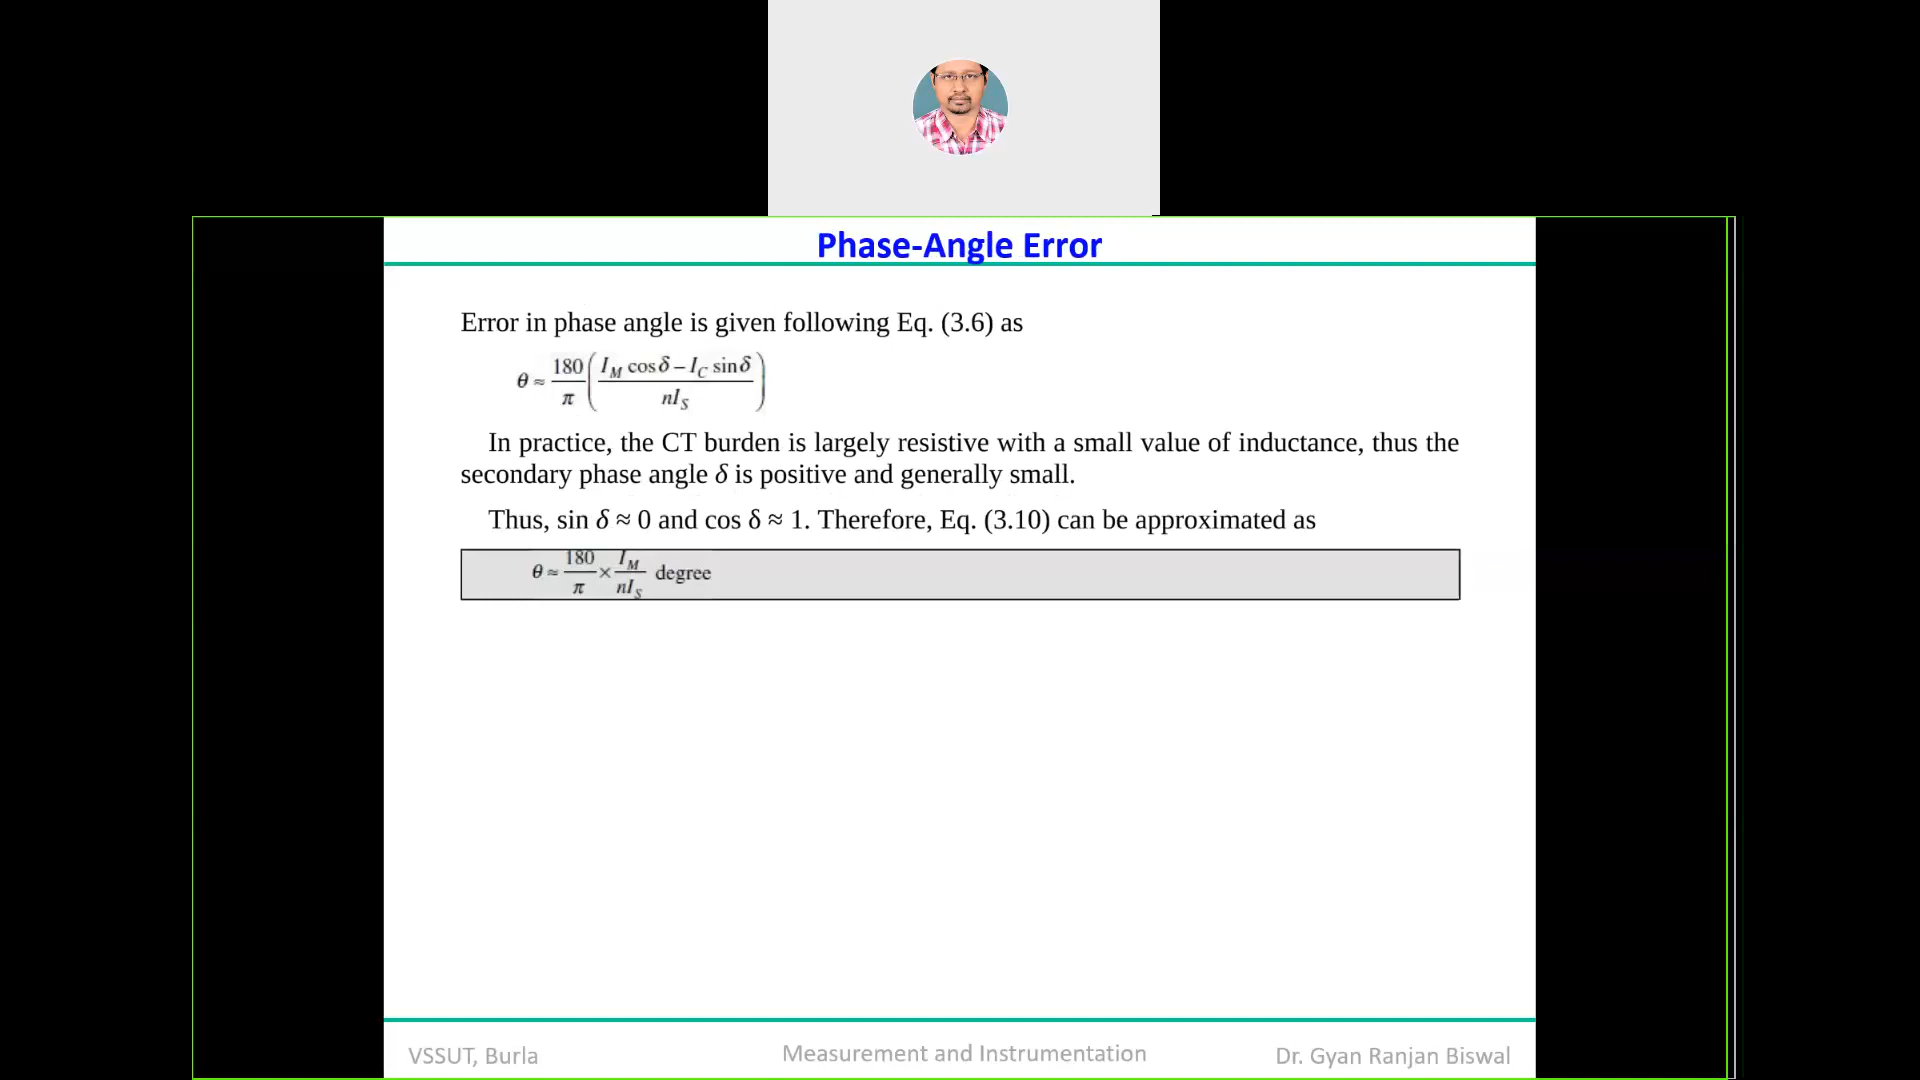 Phase-Angle Error
Error in phase angle is given following Eq. (3.6) as
θ ≈ 180/π ( (I_M cos δ – I_C sin δ) / nI_S )
In practice, the CT burden is largely resistive with a small value of inductance, thus the
secondary phase angle δ is positive and generally small.
Thus, sin δ ≈ 0 and cos δ ≈ 1. Therefore, Eq. (3.10) can be approximated as
θ ≈ 180/π × I_M/nI_S degree
VSSUT, Burla
Measurement and Instrumentation
Dr. Gyan Ranjan Biswal